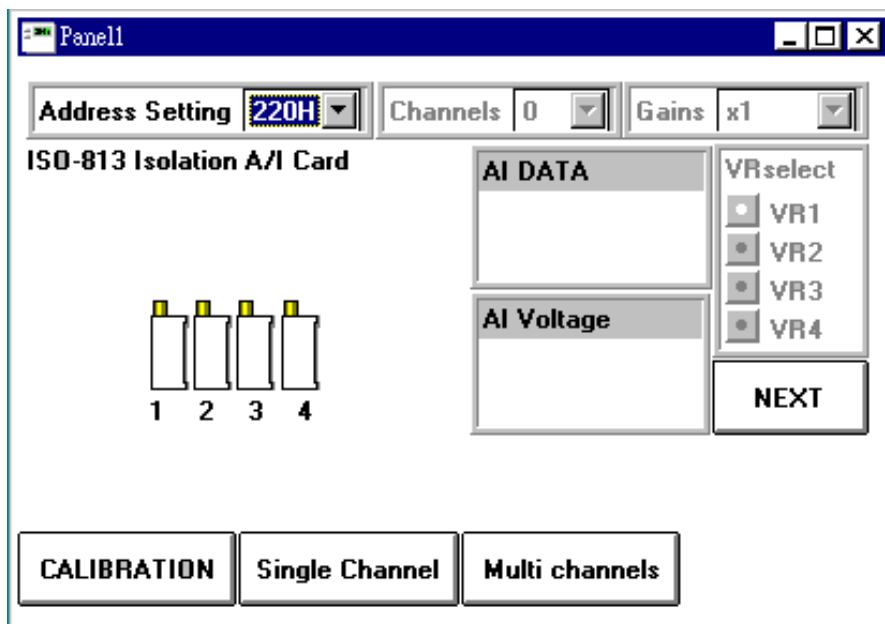 Panel1
Address Setting 220H Channels 0 Gains x1
ISO-813 Isolation A/I Card
AI DATA
VRselect
VR1
VR2
VR3
VR4
AI Voltage
1 2 3 4
NEXT
CALIBRATION Single Channel Multi channels